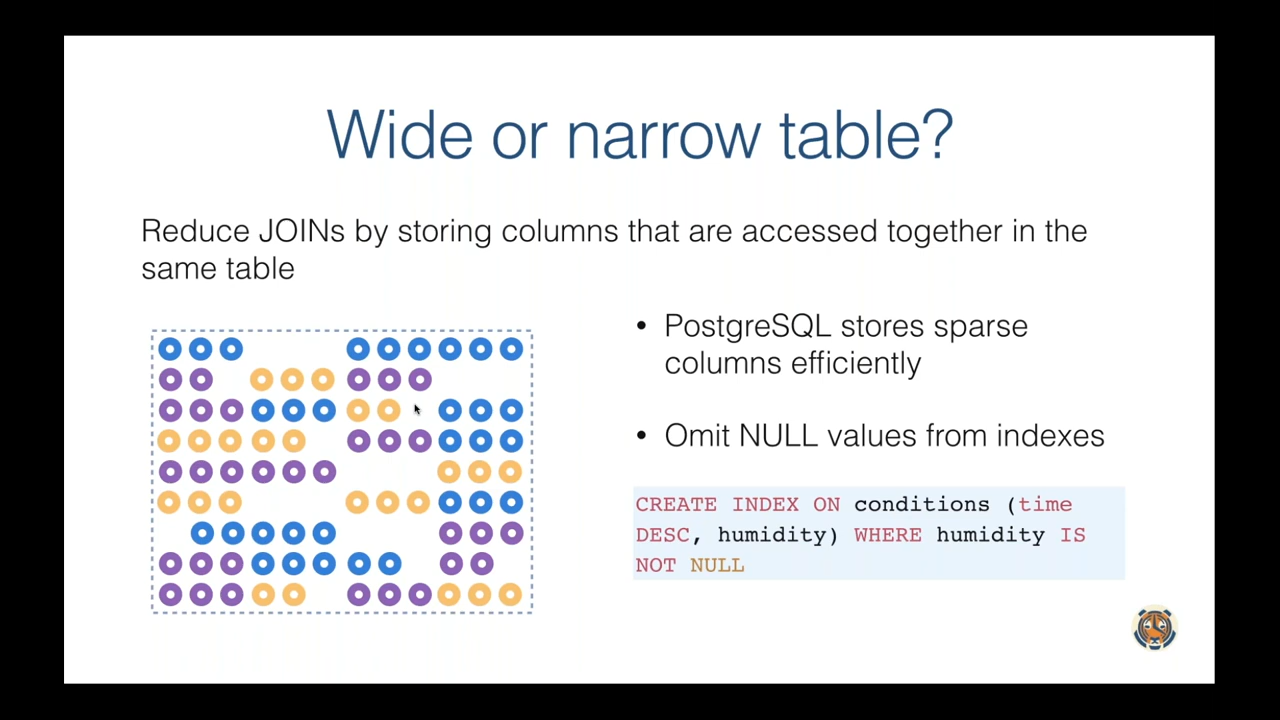 Wide or narrow table?
Reduce JOINs by storing columns that are accessed together in the
same table
• PostgreSQL stores sparse
columns efficiently
• Omit NULL values from indexes
CREATE INDEX ON conditions (time
DESC, humidity) WHERE humidity IS
NOT NULL